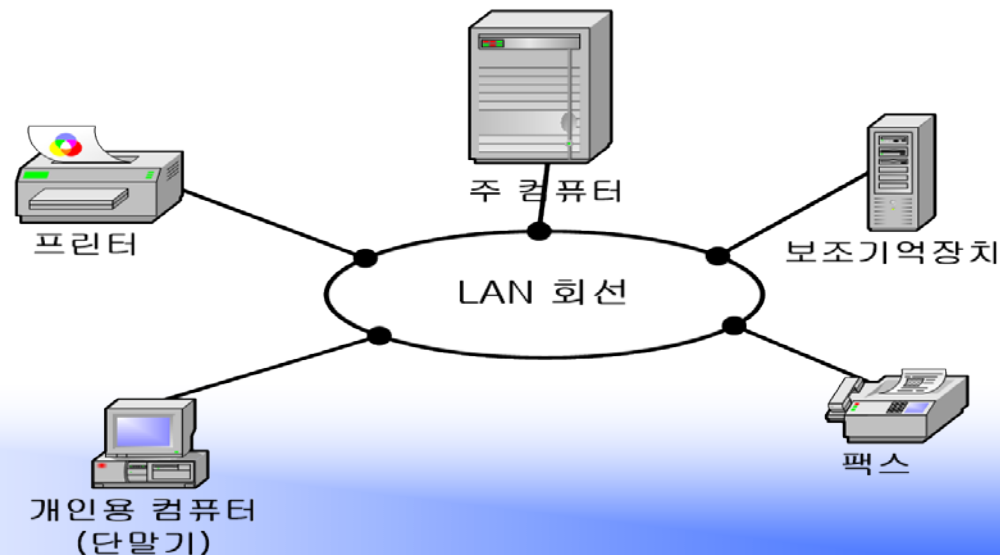 주 컴퓨터
프린터
보조기억장치
LAN 회선
팩스
개인용 컴퓨터
(단말기)